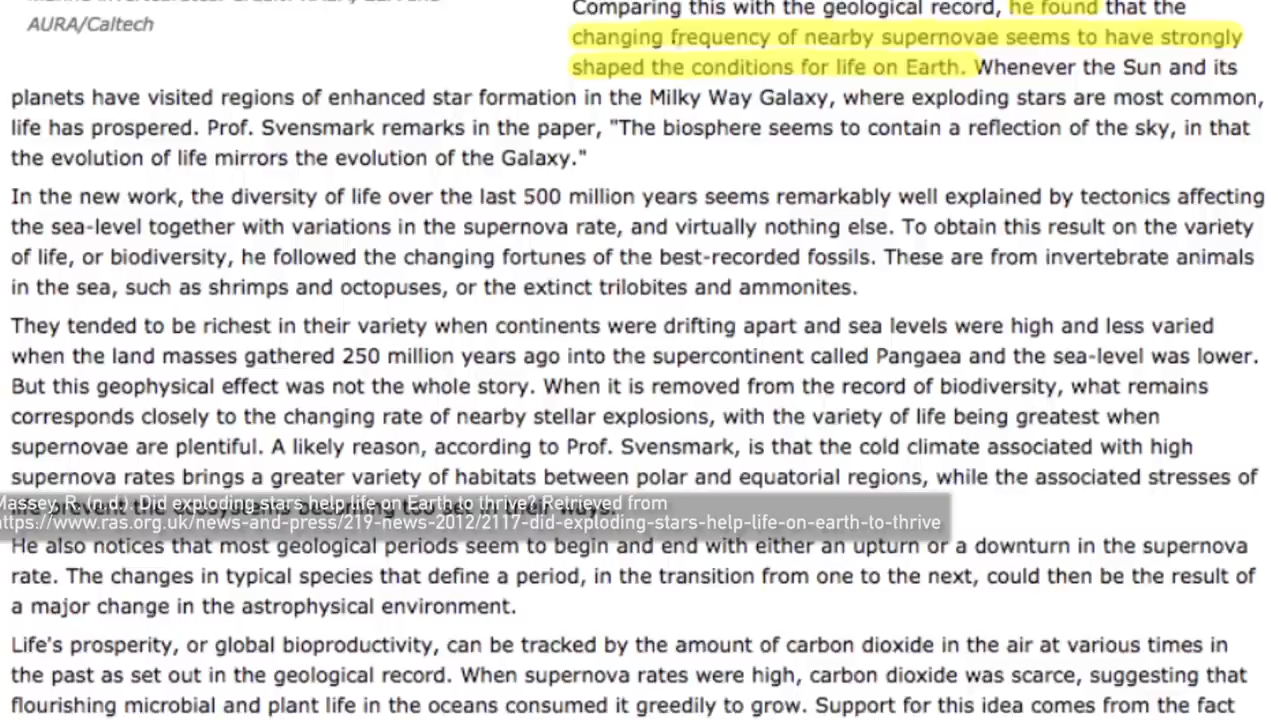 AURA/Caltech
Comparing this with the geological record, he found that the
changing frequency of nearby supernovae seems to have strongly
shaped the conditions for life on Earth. Whenever the Sun and its
planets have visited regions of enhanced star formation in the Milky Way Galaxy, where exploding stars are most common,
life has prospered. Prof. Svensmark remarks in the paper, "The biosphere seems to contain a reflection of the sky, in that
the evolution of life mirrors the evolution of the Galaxy."
In the new work, the diversity of life over the last 500 million years seems remarkably well explained by tectonics affecting
the sea-level together with variations in the supernova rate, and virtually nothing else. To obtain this result on the variety
of life, or biodiversity, he followed the changing fortunes of the best-recorded fossils. These are from invertebrate animals
in the sea, such as shrimps and octopuses, or the extinct trilobites and ammonites.
They tended to be richest in their variety when continents were drifting apart and sea levels were high and less varied
when the land masses gathered 250 million years ago into the supercontinent called Pangaea and the sea-level was lower.
But this geophysical effect was not the whole story. When it is removed from the record of biodiversity, what remains
corresponds closely to the changing rate of nearby stellar explosions, with the variety of life being greatest when
supernovae are plentiful. A likely reason, according to Prof. Svensmark, is that the cold climate associated with high
supernova rates brings a greater variety of habitats between polar and equatorial regions, while the associated stresses of
Massey, R. (n.d.). Did exploding stars help life on Earth to thrive? Retrieved from
https://www.ras.org.uk/news-and-press/219-news-2012/2117-did-exploding-stars-help-life-on-earth-to-thrive
He also notices that most geological periods seem to begin and end with either an upturn or a downturn in the supernova
rate. The changes in typical species that define a period, in the transition from one to the next, could then be the result of
a major change in the astrophysical environment.
Life's prosperity, or global bioproductivity, can be tracked by the amount of carbon dioxide in the air at various times in
the past as set out in the geological record. When supernova rates were high, carbon dioxide was scarce, suggesting that
flourishing microbial and plant life in the oceans consumed it greedily to grow. Support for this idea comes from the fact